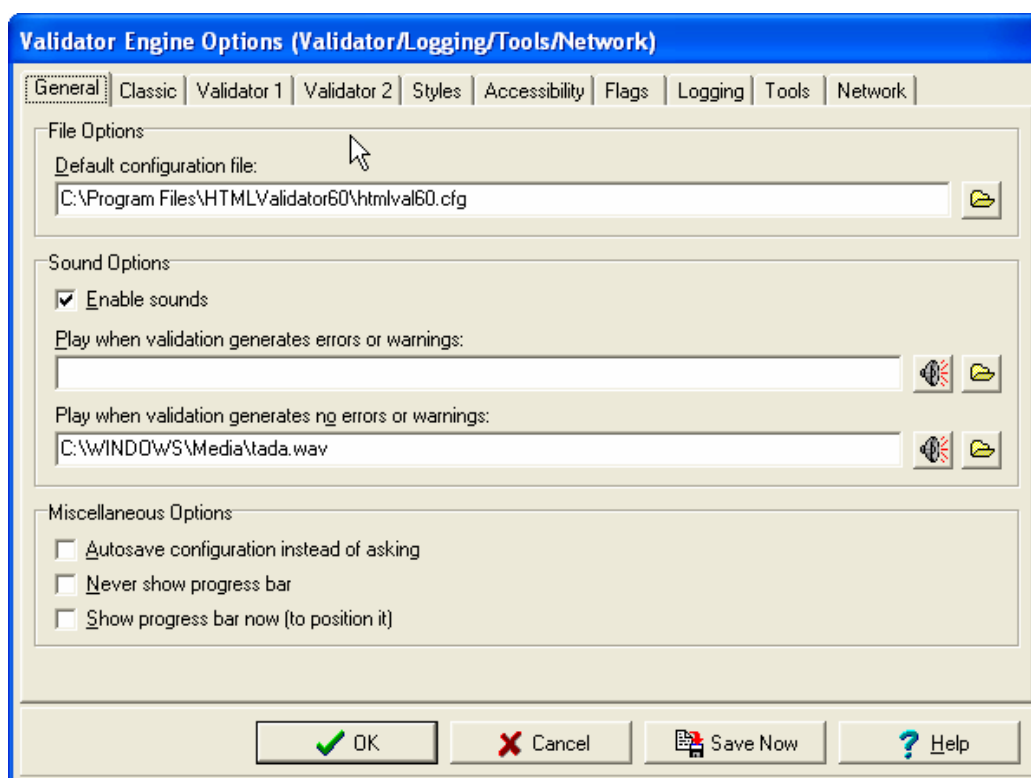 Validator Engine Options (Validator/Logging/Tools/Network)
General Classic Validator 1 Validator 2 Styles Accessibility Flags Logging Tools Network
File Options
Default configuration file:
C:\Program Files\HTMLValidator60\htmlval60.cfg
Sound Options
Enable sounds
Play when validation generates errors or warnings:
Play when validation generates no errors or warnings:
C:\WINDOWS\Media\tada.wav
Miscellaneous Options
Autosave configuration instead of asking
Never show progress bar
Show progress bar now (to position it)
OK Cancel Save Now Help